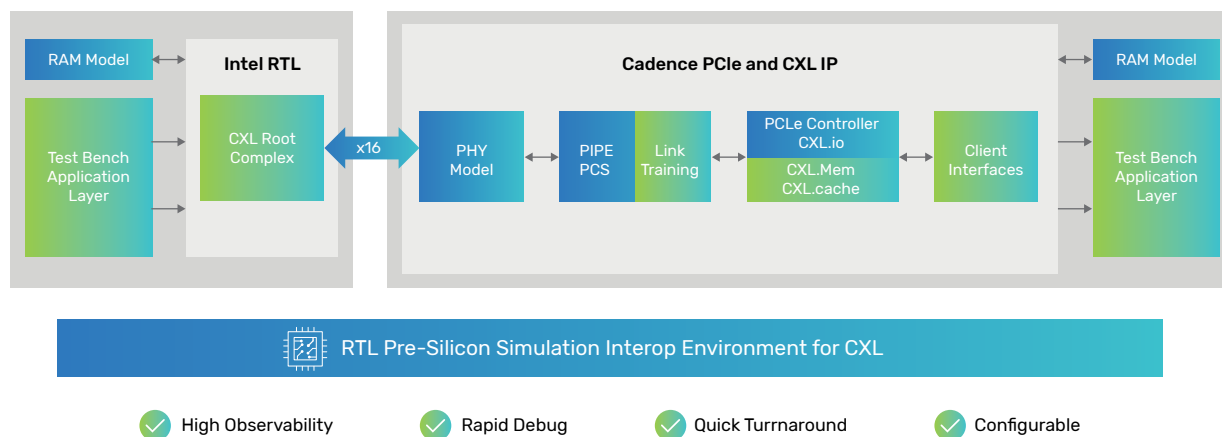 RAM Model
Intel RTL
Test Bench
Application
Layer
CXL Root
Complex
x16
Cadence PCIe and CXL IP
PHY
Model
PIPE
PCS
Link
Training
PCLe Controller
CXL.io
CXL.Mem
CXL.cache
Client
Interfaces
RAM Model
Test Bench
Application
Layer
RTL Pre-Silicon Simulation Interop Environment for CXL
High Observability
Rapid Debug
Quick Turrnaround
Configurable